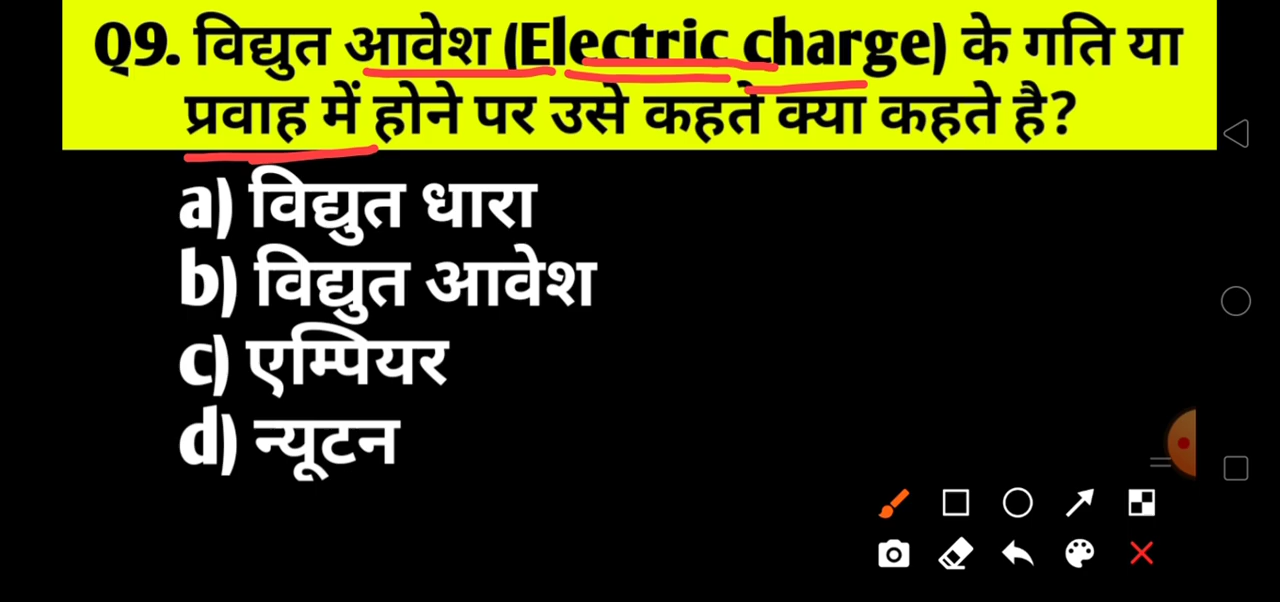 Q9. विद्युत आवेश (Electric charge) के गति या
प्रवाह में होने पर उसे कहते क्या कहते है?
a) विद्युत धारा
b) विद्युत आवेश
c) एम्पियर
d) न्यूटन